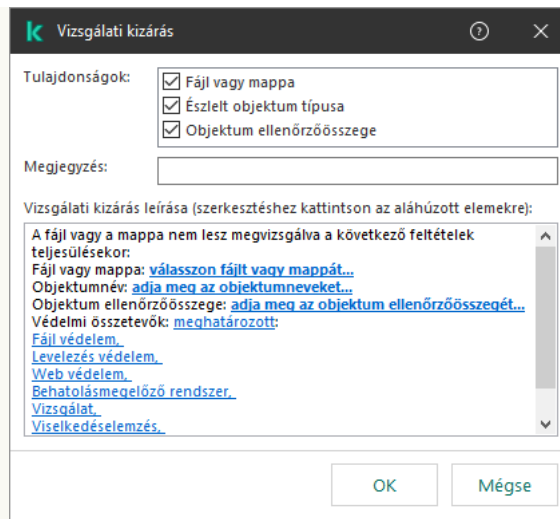 Vizsgálati kizárás
Tulajdonságok:
Fájl vagy mappa
Észlelt objektum típusa
Objektum ellenőrzőösszege
Megjegyzés:
Vizsgálati kizárás leírása (szerkesztéshez kattintson az aláhúzott elemekre):
A fájl vagy a mappa nem lesz megvizsgálva a következő feltételek
teljesülésekor:
Fájl vagy mappa: válasszon fájlt vagy mappát...
Objektumnév: adja meg az objektumneveket...
Objektum ellenőrzőösszege: adja meg az objektum ellenőrzőösszegét...
Védelmi összetevők: meghatározott:
Fájl védelem,
Levelezés védelem,
Web védelem,
Behatolásmegelőző rendszer,
Vizsgálat,
Viselkedéselemzés,
OK
Mégse